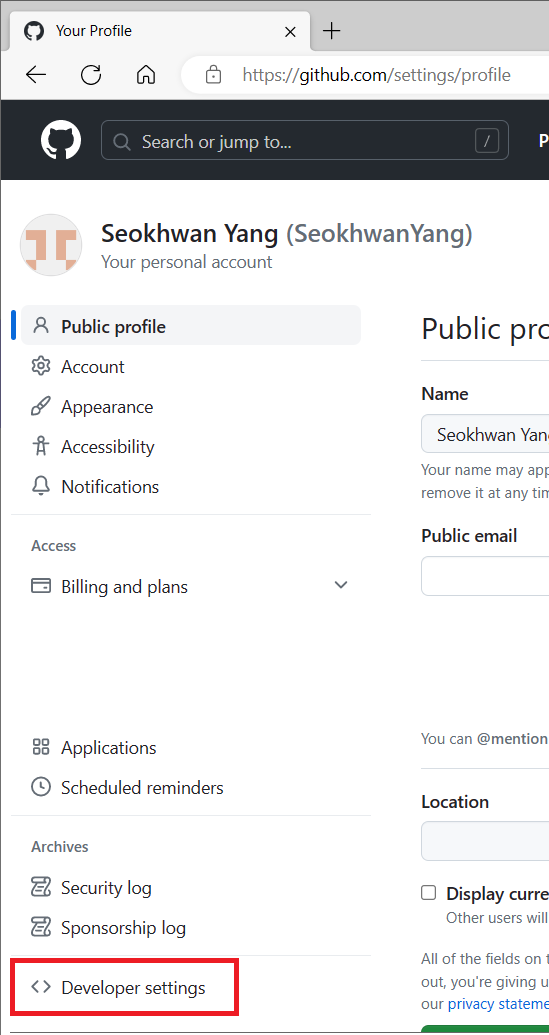 Your Profile
https://github.com/settings/profile
Search or jump to...
/
P
Seokhwan Yang (SeokhwanYang)
Your personal account
Public profile
Account
Appearance
Accessibility
Notifications
Access
Billing and plans
Applications
Scheduled reminders
Archives
Security log
Sponsorship log
Developer settings
Public pro
Name
Seokhwan Yan
Your name may app
remove it at any tim
Public email
You can @mention
Location
Display curre
Other users will
All of the fields on t
out, you're giving u
our privacy stateme